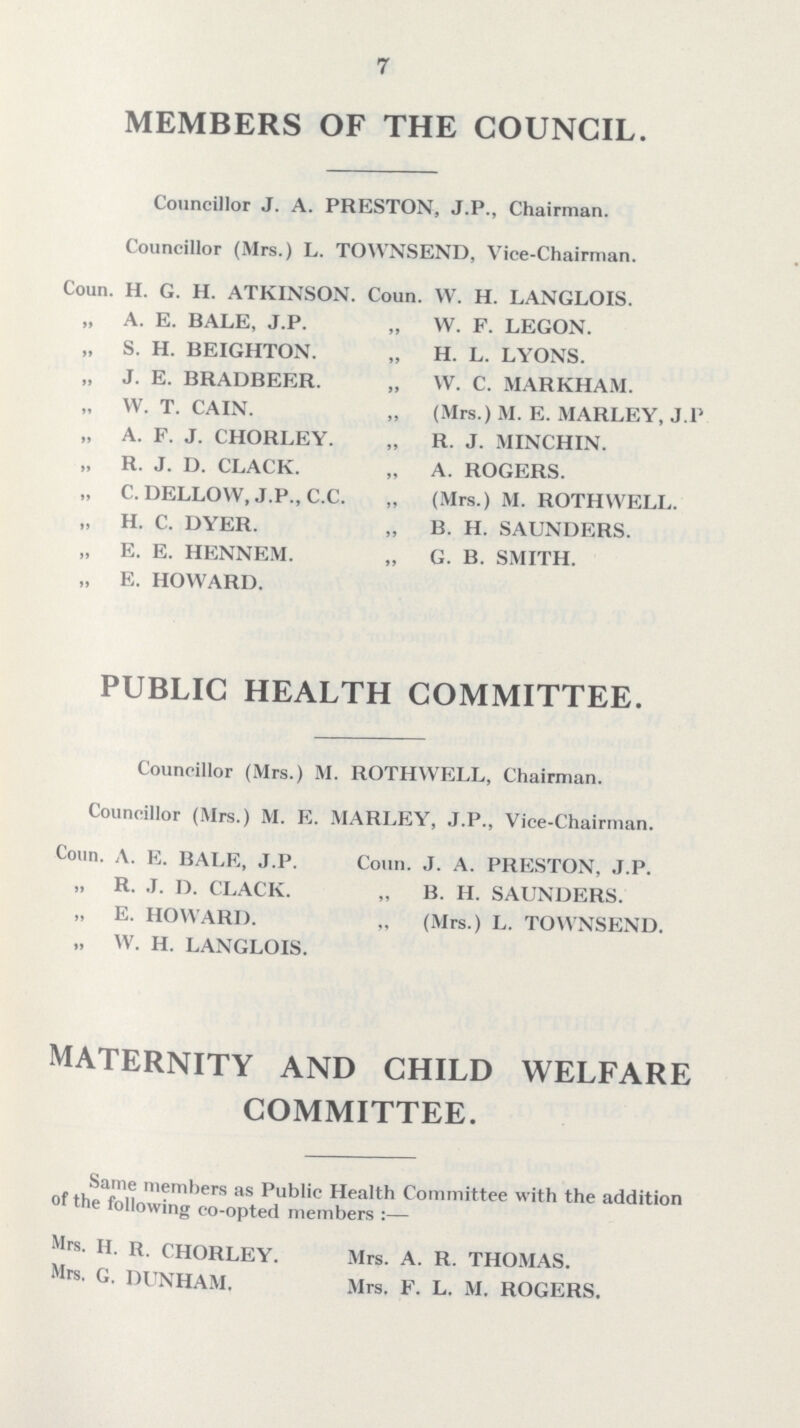 7
MEMBERS OF THE COUNCIL.
Councillor J. A. PRESTON, J.P., Chairman.
Councillor (Mrs.) L. TOWNSEND, Vice-Chairman.
Coun. H. G. H. ATKINSON. Coun. W. H. LANGLOIS.
„ A. E. BALE, J.P. „ W. F. LEGON.
„ S. H. BEIGHTON. „ H. L. LYONS.
„ J. E. BRADBEER. „ W. C. MARKHAM.
„ W. T. CAIN. „ (Mrs.) M. E. MARLEY, J.P
„ A. F. J. CHORLEY. „ R. J. MINCHIN.
„ R. J. D. CLACK. „ A. ROGERS.
„ C. DELLOW, J.P., C.C. „ (Mrs.) M. ROTHWELL.
„ H. C. DYER. „ B. H. SAUNDERS.
„ E. E. HENNEM. „ G. B. SMITH.
„ E. HOWARD.
PUBLIC HEALTH COMMITTEE.
Councillor (Mrs.) M. ROTHWELL, Chairman.
Councillor (Mrs.) M. E. MARLEY, J.P., Vice-Chairman.
Coun. A. E. BALE, J.P. Coun. J. A. PRESTON, J.P.
„ R. J. D. CLACK. „ B. H. SAUNDERS.
„ E. HOWARD. „ (Mrs.) L. TOWNSEND.
„ W. H. LANGLOIS.
MATERNITY AND CHILD WELFARE
COMMITTEE.
Same members as Public Health Committee with the addition
of the following co-opted members :—
Mrs. H. R. CHORLEY. Mrs. A. R. THOMAS.
Mrs. G. DUNHAM. Mrs. F. L. M. ROGERS.